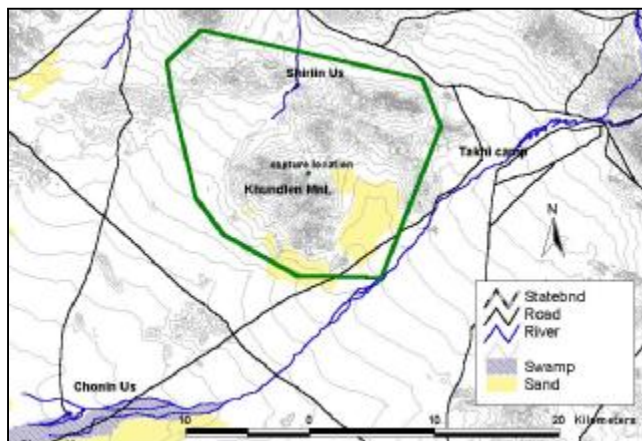 Shiriin Us
Takhi camp
capture location
Khundlen Mnt.
N
Statebnd
Road
River
Swamp
Sand
Chonin Us
10 0 10 20 Kilometers